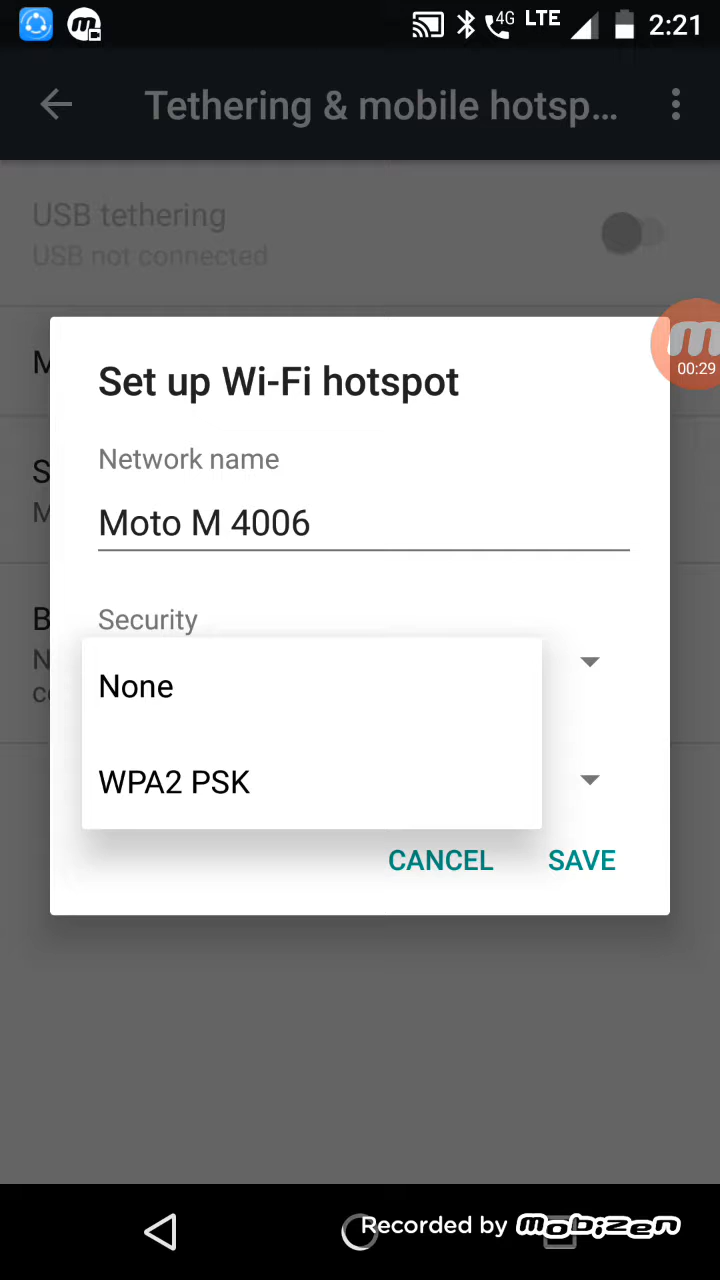 4G LTE 2:21
Tethering & mobile hotsp...
USB tethering
USB not connected
M
Set up Wi-Fi hotspot
m
00:29
Network name
S
M
Moto M 4006
B
Security
N
None
c
WPA2 PSK
CANCEL SAVE
Recorded by mobizen